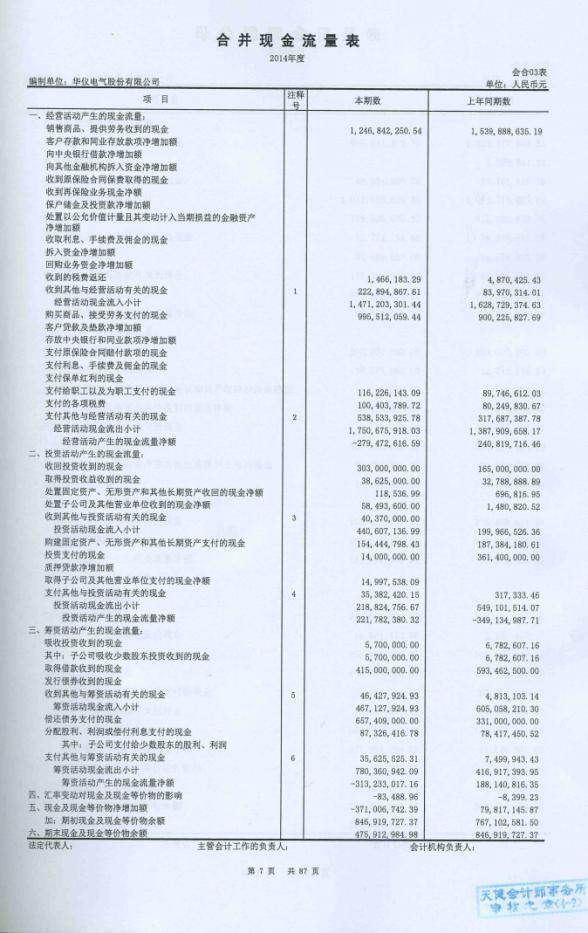 合并现金流量表
2014年度
会合03表
编制单位：华仪电气股份有限公司 单位：人民币元
项 目 注释号 本期数 上年同期数
一、经营活动产生的现金流量：
销售商品、提供劳务收到的现金 1,246,842,250.54 1,539,888,635.19
客户存款和同业存放款项净增加额
向中央银行借款净增加额
向其他金融机构拆入资金净增加额
收到原保险合同保费取得的现金
收到再保险业务现金净额
保户储金及投资款净增加额
处置以公允价值计量且其变动计入当期损益的金融资产
净增加额
收取利息、手续费及佣金的现金
拆入资金净增加额
回购业务资金净增加额
收到的税费返还 1,466,183.29 4,870,425.43
收到其他与经营活动有关的现金 1 222,894,867.61 83,970,314.01
经营活动现金流入小计 1,471,203,301.44 1,628,729,374.63
购买商品、接受劳务支付的现金 995,512,059.44 900,225,827.69
客户贷款及垫款净增加额
存放中央银行和同业款项净增加额
支付原保险合同赔付款项的现金
支付利息、手续费及佣金的现金
支付保单红利的现金
支付给职工以及为职工支付的现金 116,226,143.09 89,746,612.03
支付的各项税费 100,403,789.72 80,249,830.67
支付其他与经营活动有关的现金 2 538,533,925.78 317,687,387.78
经营活动现金流出小计 1,750,675,918.03 1,387,909,658.17
经营活动产生的现金流量净额 -279,472,616.59 240,819,716.46
二、投资活动产生的现金流量：
收回投资收到的现金 303,000,000.00 165,000,000.00
取得投资收益收到的现金 38,625,000.00 32,788,888.89
处置固定资产、无形资产和其他长期资产收回的现金净额 118,536.99 696,816.95
处置子公司及其他营业单位收到的现金净额 58,493,600.00 1,480,820.52
收到其他与投资活动有关的现金 3 40,370,000.00
投资活动现金流入小计 440,607,136.99 199,966,526.36
购建固定资产、无形资产和其他长期资产支付的现金 154,444,798.43 187,384,180.61
投资支付的现金 14,000,000.00 361,400,000.00
质押贷款净增加额
取得子公司及其他营业单位支付的现金净额 14,997,538.09
支付其他与投资活动有关的现金 4 35,382,420.15 317,333.46
投资活动现金流出小计 218,824,756.67 549,101,514.07
投资活动产生的现金流量净额 221,782,380.32 -349,134,987.71
三、筹资活动产生的现金流量：
吸收投资收到的现金 5,700,000.00 6,782,607.16
其中：子公司吸收少数股东投资收到的现金 5,700,000.00 6,782,607.16
取得借款收到的现金 415,000,000.00 593,462,500.00
发行债券收到的现金
收到其他与筹资活动有关的现金 5 46,427,924.93 4,813,103.14
筹资活动现金流入小计 467,127,924.93 605,058,210.30
偿还债务支付的现金 657,409,000.00 331,000,000.00
分配股利、利润或偿付利息支付的现金 87,326,416.78 78,417,450.52
其中：子公司支付给少数股东的股利、利润
支付其他与筹资活动有关的现金 6 35,625,525.31 7,499,943.43
筹资活动现金流出小计 780,360,942.09 416,917,393.95
筹资活动产生的现金流量净额 -313,233,017.16 188,140,816.35
四、汇率变动对现金及现金等价物的影响 -83,488.96 -8,399.23
五、现金及现金等价物净增加额 -371,006,742.39 79,817,145.87
加：期初现金及现金等价物余额 846,919,727.37 767,102,581.50
六、期末现金及现金等价物余额 475,912,984.98 846,919,727.37
法定代表人： 主管会计工作的负责人： 会计机构负责人：
第 7 页 共 87 页
天健会计师事务所
审核之章